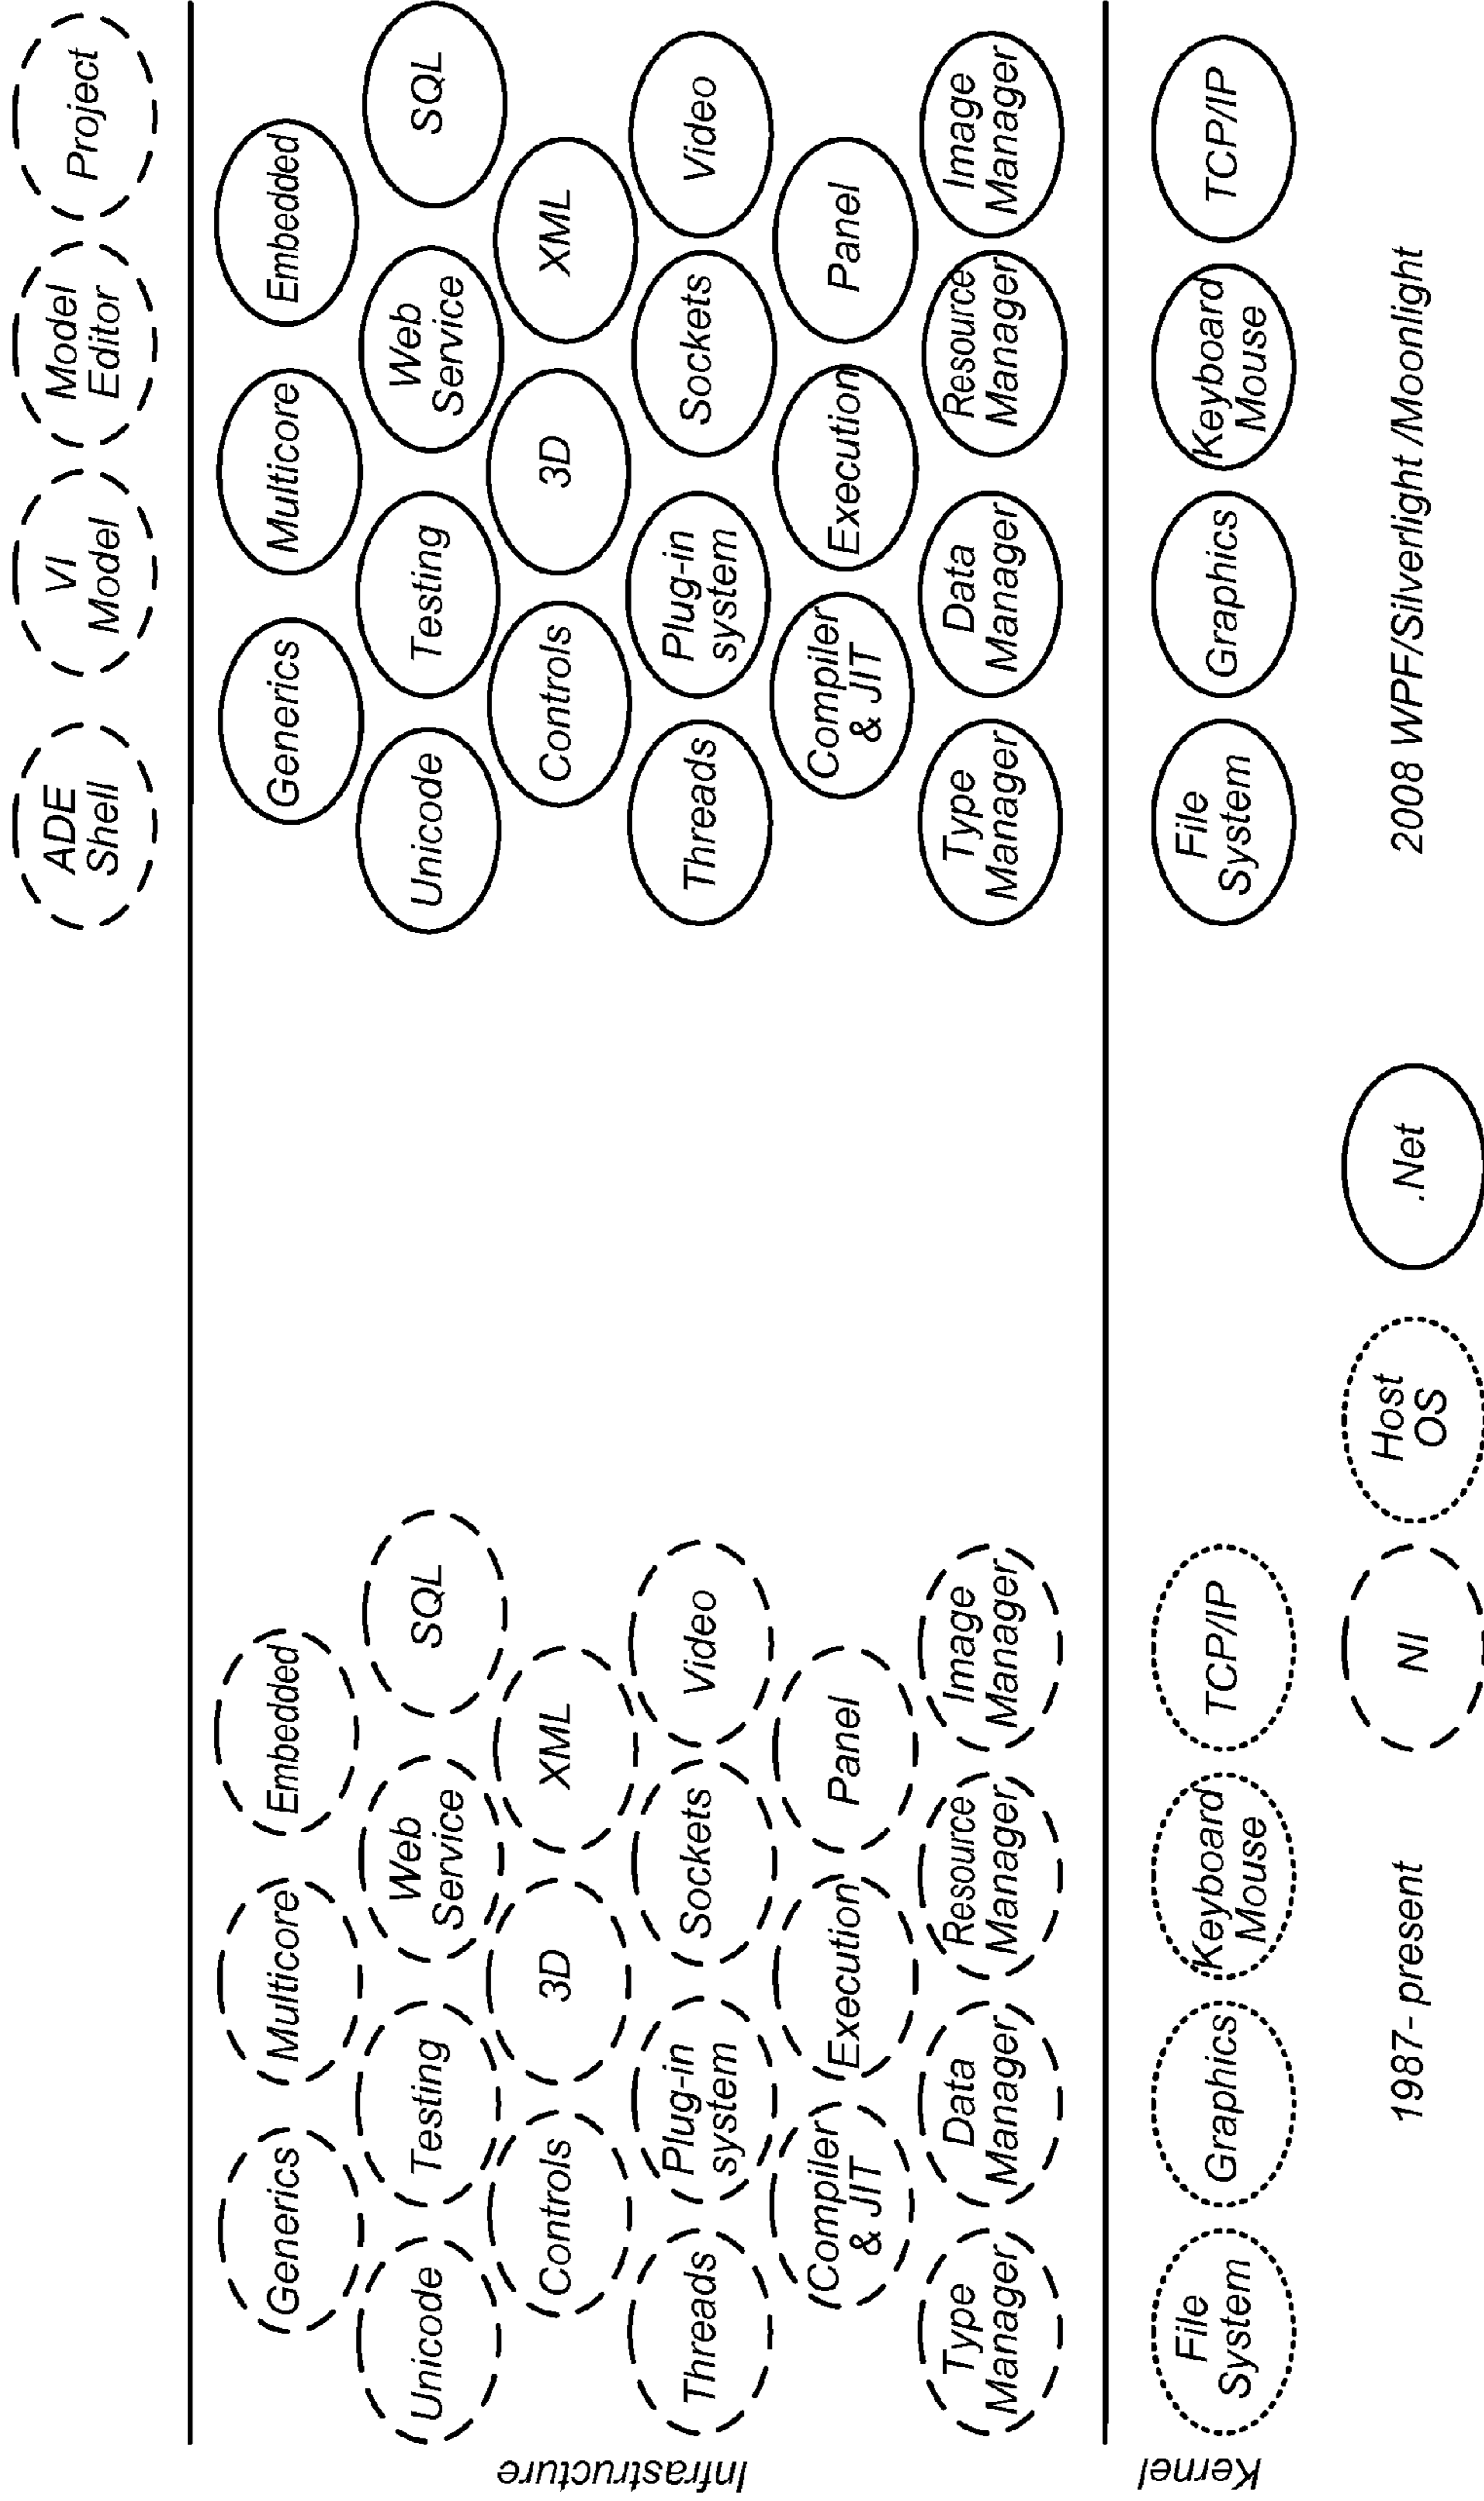 ADE
Shell
VI
Model
Model
Editor
Project
Infrastructure
Generics
Multicore
Embedded
Unicode
Testing
Web
Service
SQL
Controls
3D
XML
Threads
Plug-in
system
Sockets
Video
Compiler
& JIT
Execution
Panel
Type
Manager
Data
Manager
Resource
Manager
Image
Manager
Generics
Multicore
Embedded
Unicode
Testing
Web
Service
SQL
Controls
3D
XML
Threads
Plug-in
system
Sockets
Video
Compiler
& JIT
Execution
Panel
Type
Manager
Data
Manager
Resource
Manager
Image
Manager
Kernel
File
System
Graphics
Keyboard
Mouse
TCP/IP
File
System
Graphics
Keyboard
Mouse
TCP/IP
1987- present
NI
Host
OS
.Net
2008 WPF/Silverlight /Moonlight